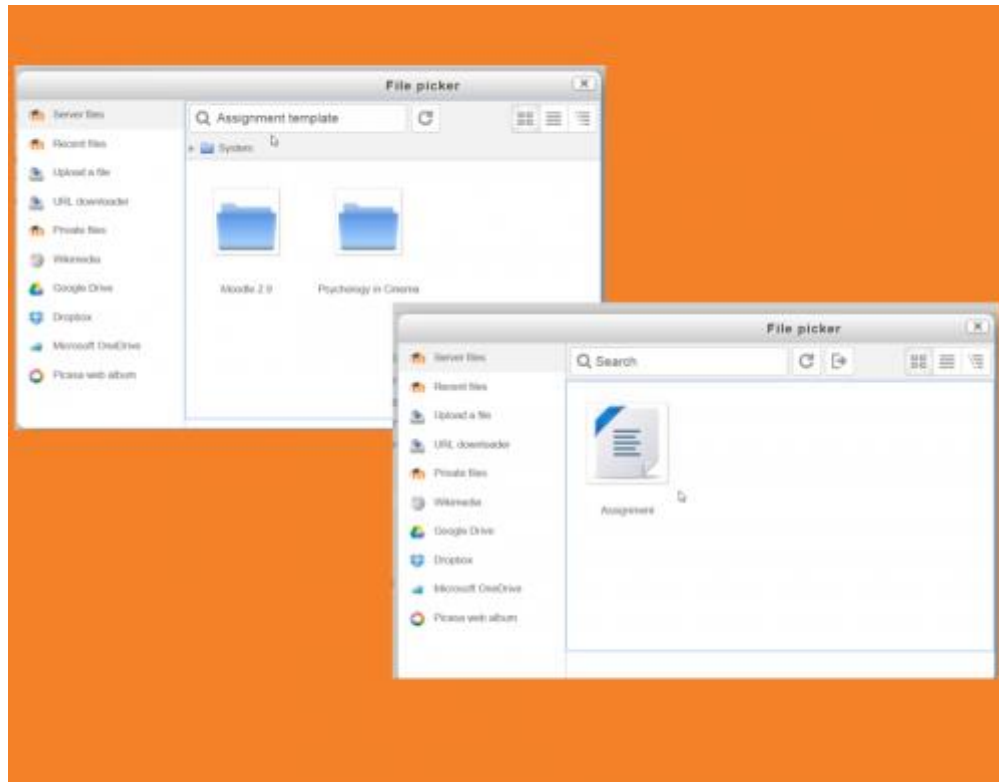 File picker
Server files
Assignment template
Recent files
System
Upload a file
URL downloader
Private files
Wikimedia
Google Drive
Dropbox
Microsoft OneDrive
Picasa web album
Moodle 2.9
Psychology in Cinema
File picker
Server files
Search
Recent files
Upload a file
URL downloader
Private files
Wikimedia
Google Drive
Dropbox
Microsoft OneDrive
Picasa web album
Assignment